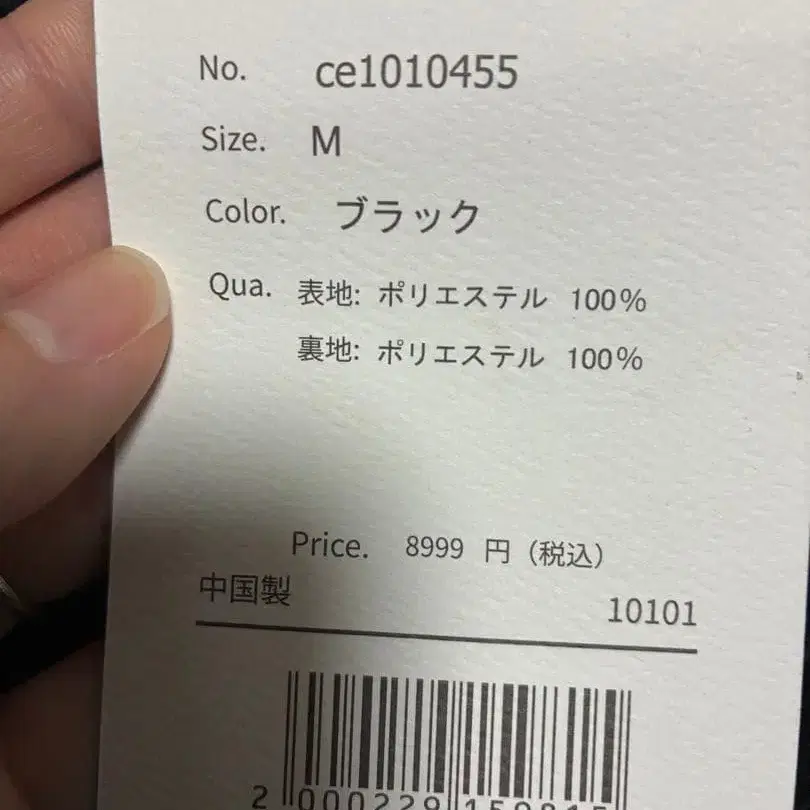 No. ce1010455
Size. M
Color. ブラック
Qua. 表地: ポリエステル 100%
裏地: ポリエステル 100%
Price. 8999 円（税込）
中国製
10101